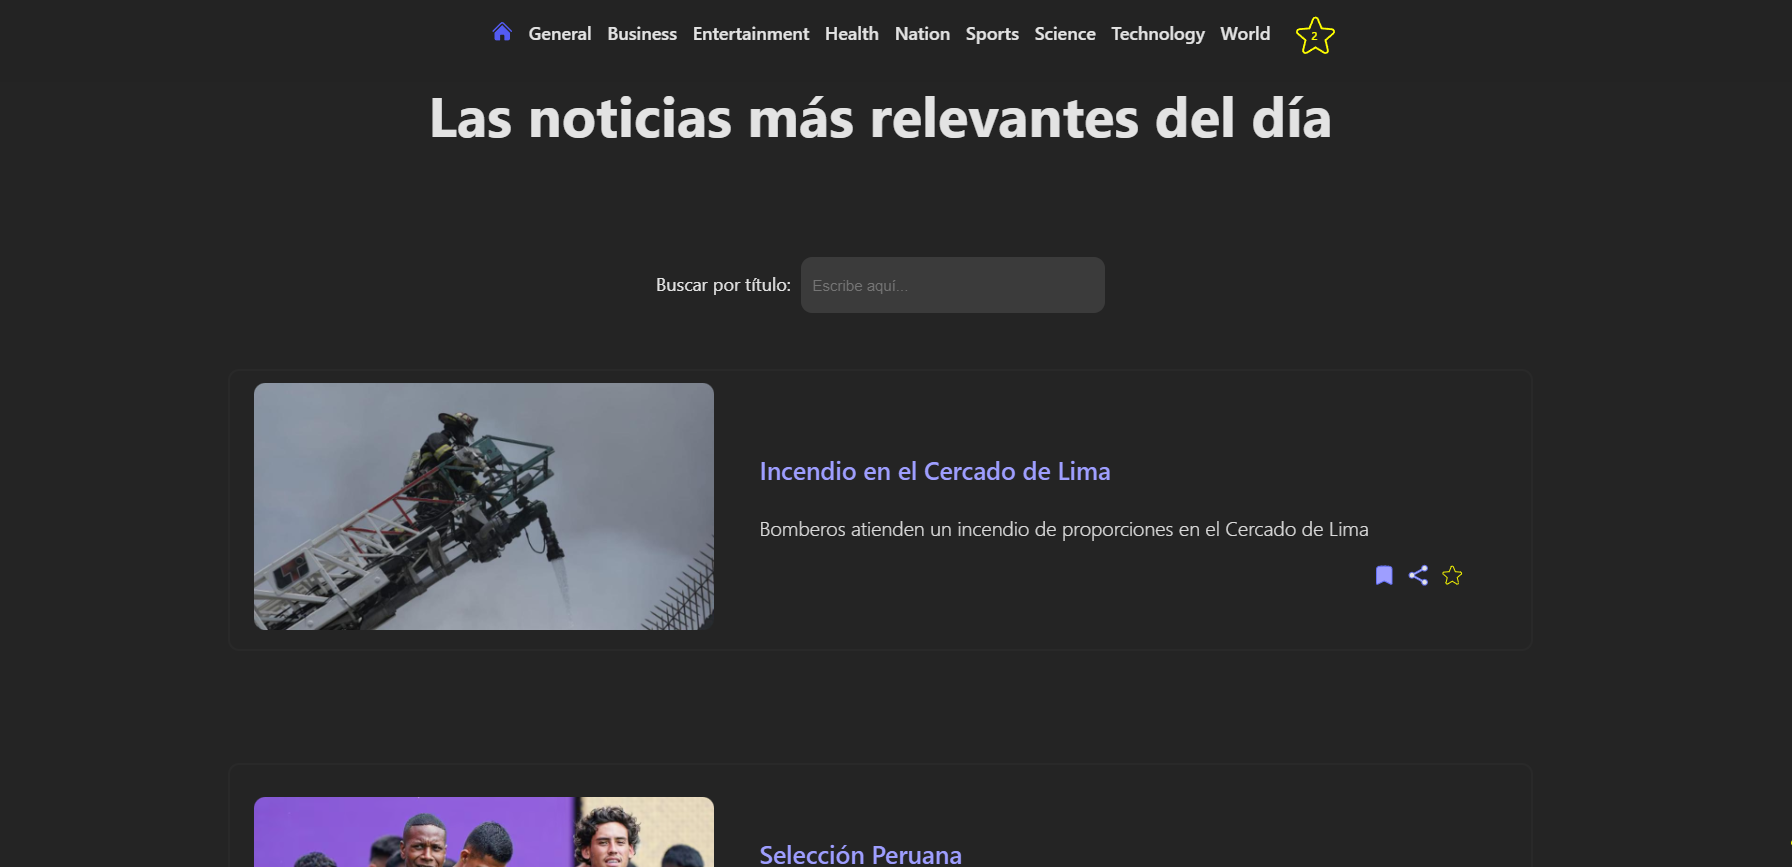 General Business Entertainment Health Nation Sports Science Technology World 2
Las noticias más relevantes del día
Buscar por título: Escribe aquí...
Incendio en el Cercado de Lima
Bomberos atienden un incendio de proporciones en el Cercado de Lima
Selección Peruana